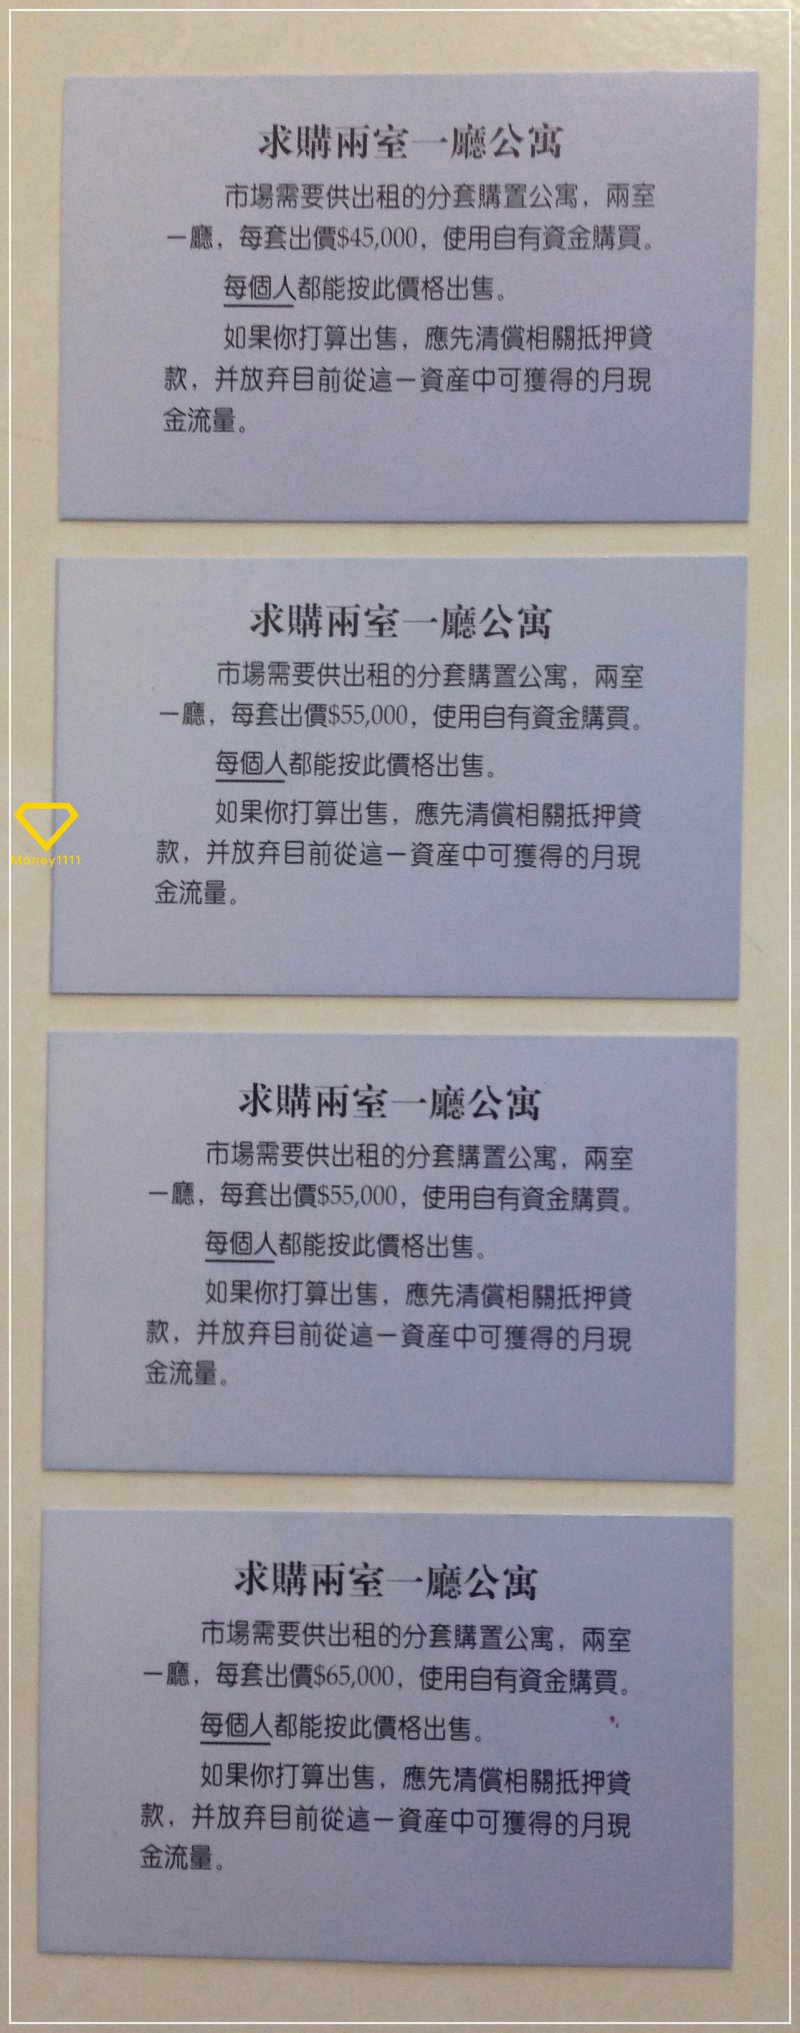 求購兩室一廳公寓
市場需要供出租的分套購置公寓，兩室
一廳，每套出價$45,000，使用自有資金購買。
每個人都能按此價格出售。
如果你打算出售，應先清償相關抵押貸
款，并放弃目前從這一資産中可獲得的月現
金流量。
求購兩室一廳公寓
市場需要供出租的分套購置公寓，兩室
一廳，每套出價$55,000，使用自有資金購買。
每個人都能按此價格出售。
如果你打算出售，應先清償相關抵押貸
款，并放弃目前從這一資産中可獲得的月現
金流量。
Money1111
求購兩室一廳公寓
市場需要供出租的分套購置公寓，兩室
一廳，每套出價$55,000，使用自有資金購買。
每個人都能按此價格出售。
如果你打算出售，應先清償相關抵押貸
款，并放弃目前從這一資産中可獲得的月現
金流量。
求購兩室一廳公寓
市場需要供出租的分套購置公寓，兩室
一廳，每套出價$65,000，使用自有資金購買。
每個人都能按此價格出售。
如果你打算出售，應先清償相關抵押貸
款，并放弃目前從這一資産中可獲得的月現
金流量。